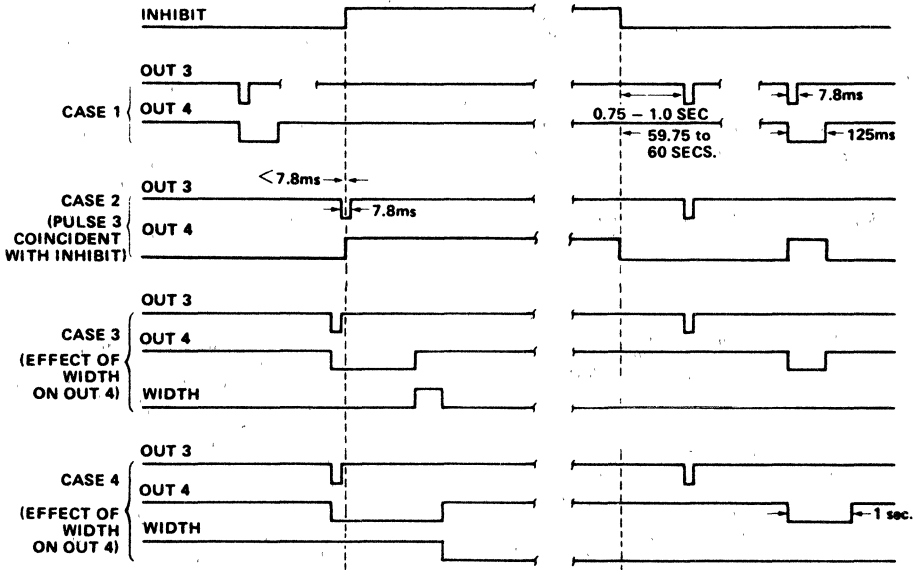 INHIBIT
OUT 3
CASE 1
OUT 4
7.8ms
0.75 – 1.0 SEC
59.75 to
60 SECS.
125ms
<7.8ms
OUT 3
CASE 2
(PULSE 3
COINCIDENT
WITH INHIBIT)
7.8ms
OUT 4
OUT 3
CASE 3
OUT 4
(EFFECT OF
WIDTH
ON OUT 4)
WIDTH
OUT 3
CASE 4
OUT 4
(EFFECT OF
WIDTH
ON OUT 4)
WIDTH
1 sec.